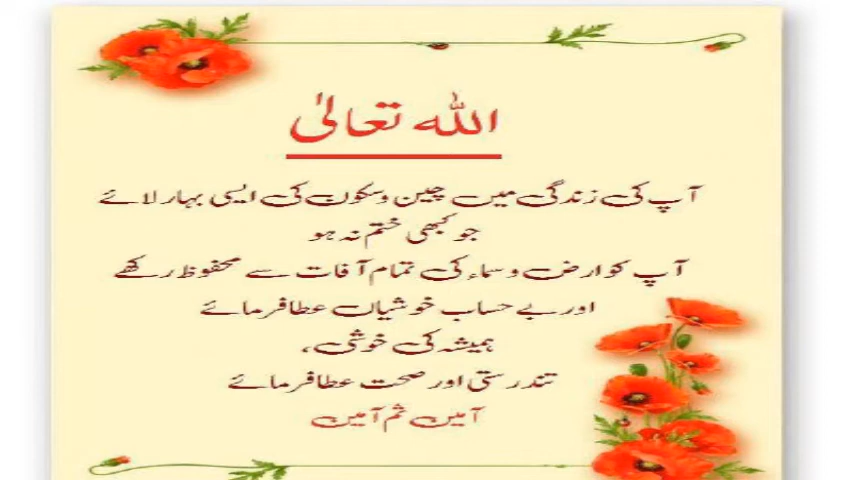 اللہ تعالیٰ
آپ کی زندگی میں چین وسکون کی ایسی بہار لائے
جو کبھی ختم نہ ہو
آپ کو ارض و سماء کی تمام آفات سے محفوظ رکھے
اور بے حساب خوشیاں عطا فرمائے
ہمیشہ کی خوشی،
تندرستی اور صحت عطا فرمائے
آمین ثم آمین